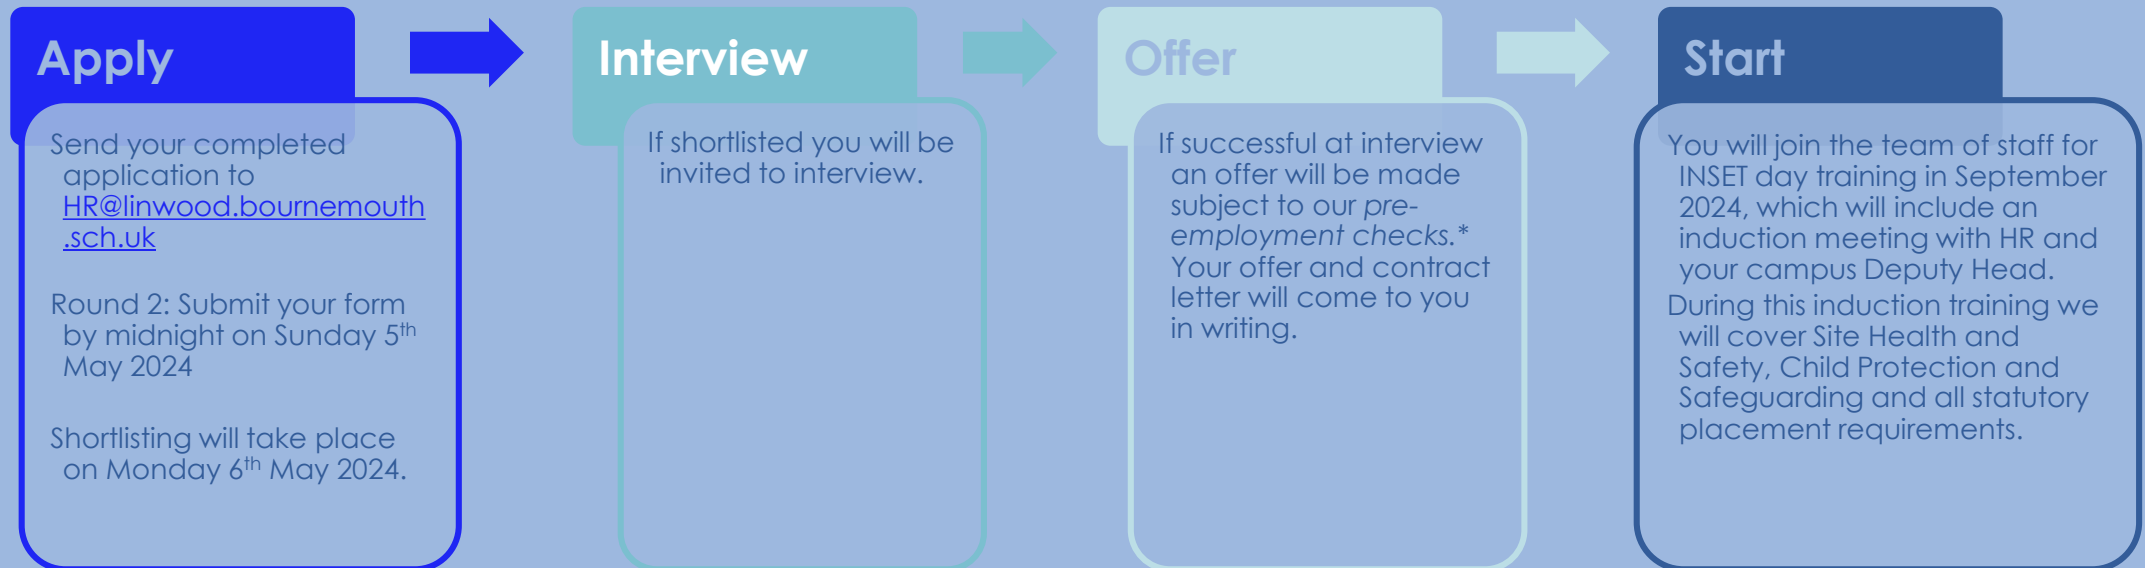 Apply
Send your completed
application to
HR@linwood.bournemouth
.sch.uk
Round 2: Submit your form
by midnight on Sunday 5th
May 2024
Shortlisting will take place
on Monday 6th May 2024.
Interview
If shortlisted you will be
invited to interview.
Offer
If successful at interview
an offer will be made
subject to our pre-
employment checks.*
Your offer and contract
letter will come to you
in writing.
Start
You will join the team of staff for
INSET day training in September
2024, which will include an
induction meeting with HR and
your campus Deputy Head.
During this induction training we
will cover Site Health and
Safety, Child Protection and
Safeguarding and all statutory
placement requirements.